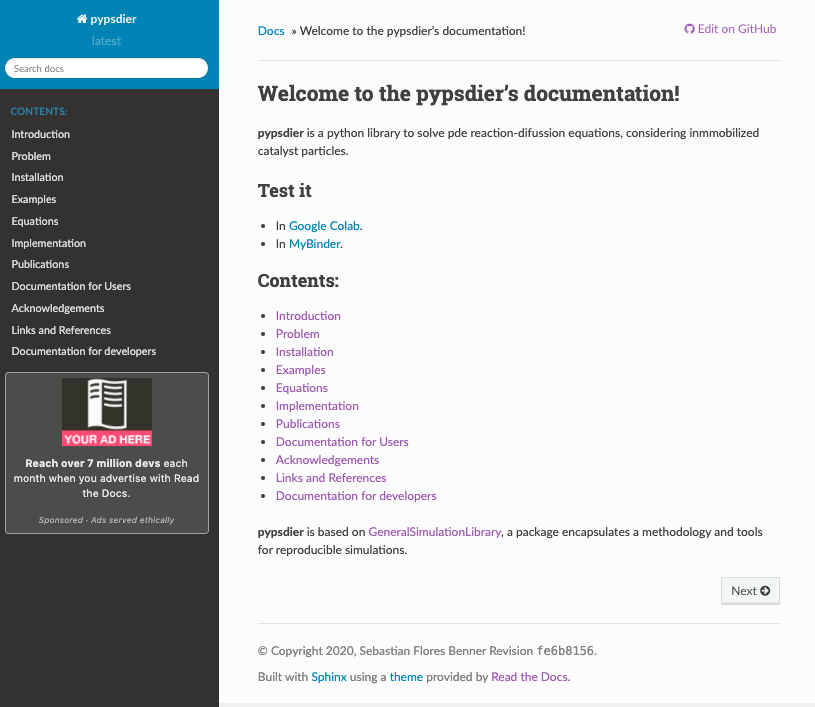 pypsdier
latest
Search docs
CONTENTS:
Introduction
Problem
Installation
Examples
Equations
Implementation
Publications
Documentation for Users
Acknowledgements
Links and References
Documentation for developers
YOUR AD HERE
Reach over 7 million devs each
month when you advertise with Read
the Docs.
Sponsored · Ads served ethically
Docs » Welcome to the pypsdier's documentation!
Edit on GitHub
Welcome to the pypsdier's documentation!
pypsdier is a python library to solve pde reaction-difussion equations, considering inmmobilized
catalyst particles.
Test it
• In Google Colab.
• In MyBinder.
Contents:
• Introduction
• Problem
• Installation
• Examples
• Equations
• Implementation
• Publications
• Documentation for Users
• Acknowledgements
• Links and References
• Documentation for developers
pypsdier is based on GeneralSimulationLibrary, a package encapsulates a methodology and tools
for reproducible simulations.
Next
© Copyright 2020, Sebastian Flores Benner Revision fe6b8156.
Built with Sphinx using a theme provided by Read the Docs.